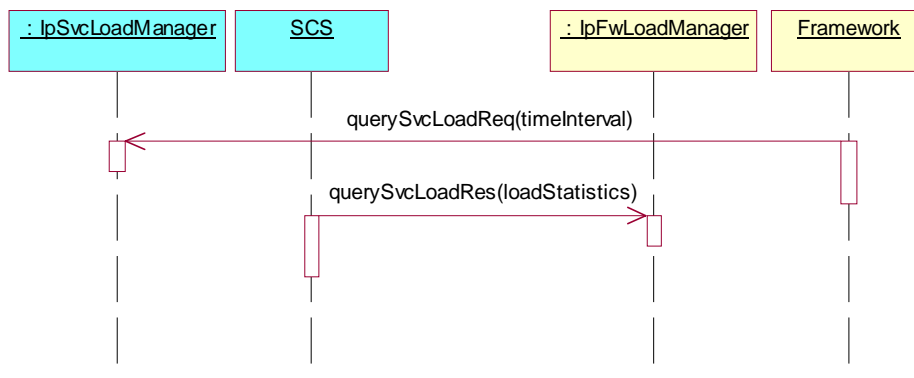 : IpSvcLoadManager
SCS
: IpFwLoadManager
Framework
querySvcLoadReq(timeInterval)
querySvcLoadRes(loadStatistics)